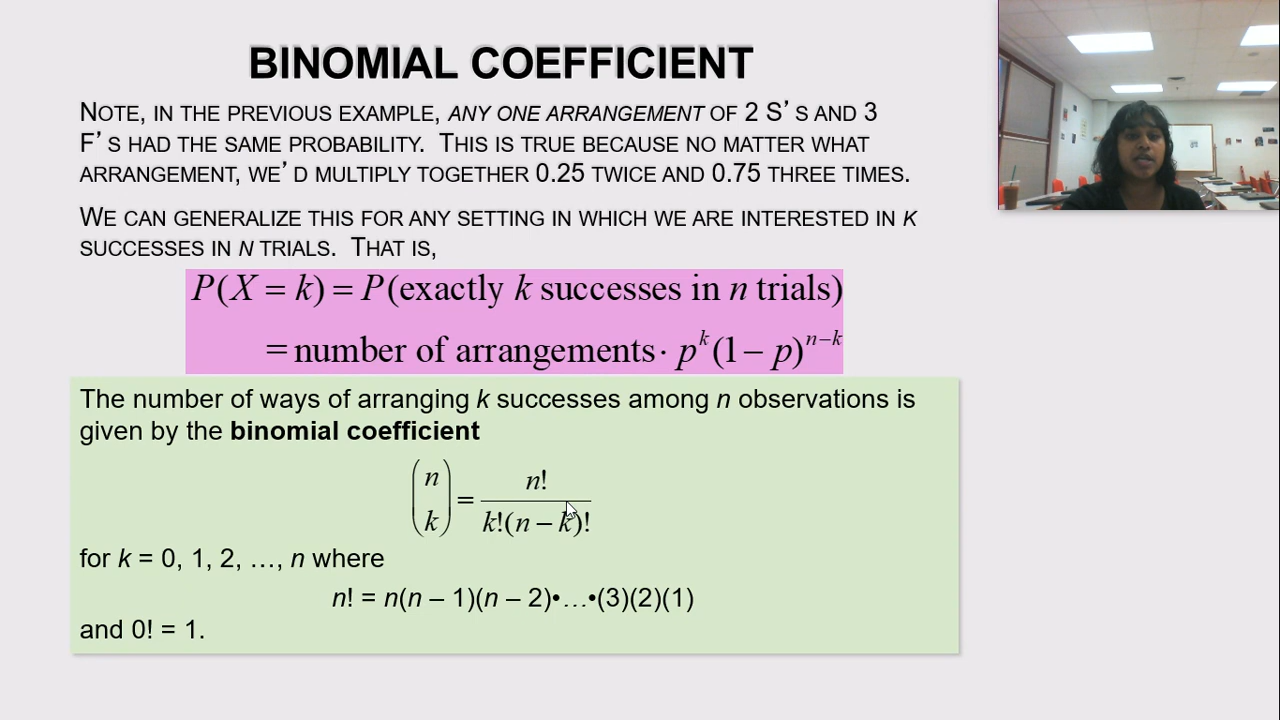 BINOMIAL COEFFICIENT
NOTE, IN THE PREVIOUS EXAMPLE, ANY ONE ARRANGEMENT OF 2 S’S AND 3
F’S HAD THE SAME PROBABILITY. THIS IS TRUE BECAUSE NO MATTER WHAT
ARRANGEMENT, WE’D MULTIPLY TOGETHER 0.25 TWICE AND 0.75 THREE TIMES.
WE CAN GENERALIZE THIS FOR ANY SETTING IN WHICH WE ARE INTERESTED IN K
SUCCESSES IN N TRIALS. THAT IS,
P(X = k) = P(exactly k successes in n trials)
= number of arrangements · p^k (1 – p)^{n–k}
The number of ways of arranging k successes among n observations is
given by the binomial coefficient
(n k) = n! / k!(n – k)!
for k = 0, 1, 2, …, n where
n! = n(n – 1)(n – 2)•…•(3)(2)(1)
and 0! = 1.